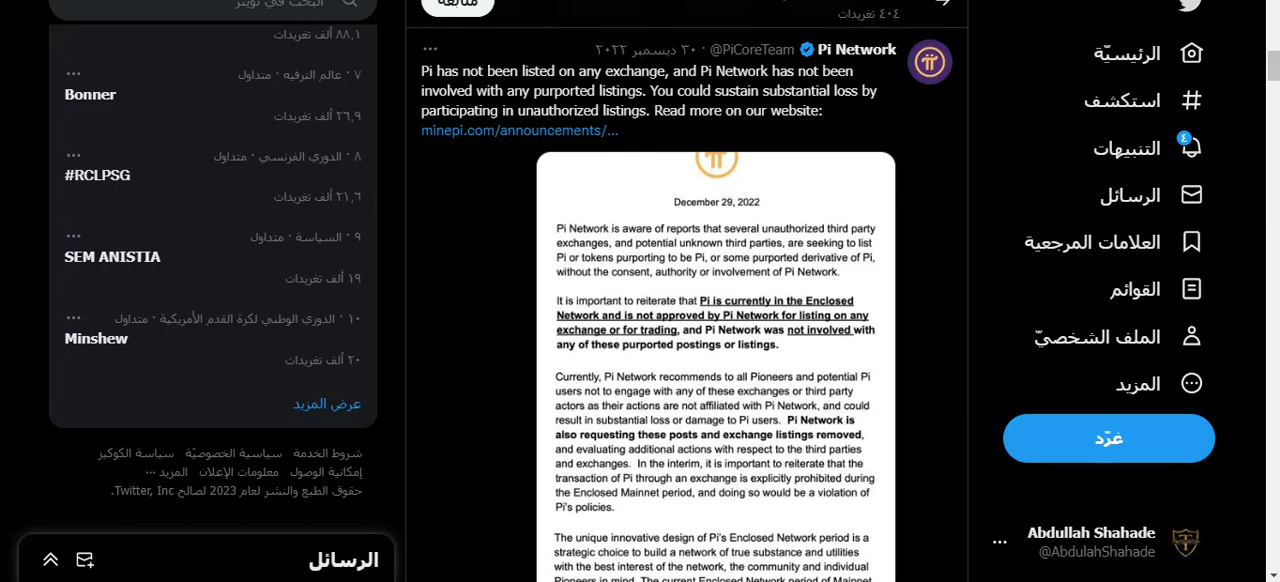 الرئيسيّة
استكشف
٤
التنبيهات
الرسائل
العلامات المرجعية
القوائم
الملف الشخصيّ
المزيد
غرّد
Abdullah Shahade
@AbdulahShahade
متابعة
٤٠٤ تغريدات
Pi Network @PiCoreTeam · ٣٠ ديسمبر ٢٠٢٢
Pi has not been listed on any exchange, and Pi Network has not been
involved with any purported listings. You could sustain substantial loss by
participating in unauthorized listings. Read more on our website:
minepi.com/announcements/...
December 29, 2022
Pi Network is aware of reports that several unauthorized third party
exchanges, and potential unknown third parties, are seeking to list
Pi or tokens purporting to be Pi, or some purported derivative of Pi,
without the consent, authority or involvement of Pi Network.
It is important to reiterate that Pi is currently in the Enclosed
Network and is not approved by Pi Network for listing on any
exchange or for trading, and Pi Network was not involved with
any of these purported postings or listings.
Currently, Pi Network recommends to all Pioneers and potential Pi
users not to engage with any of these exchanges or third party
actors as their actions are not affiliated with Pi Network, and could
result in substantial loss or damage to Pi users. Pi Network is
also requesting these posts and exchange listings removed,
and evaluating additional actions with respect to the third parties
and exchanges. In the interim, it is important to reiterate that the
transaction of Pi through an exchange is explicitly prohibited during
the Enclosed Mainnet period, and doing so would be a violation of
Pi's policies.
The unique innovative design of Pi's Enclosed Network period is a
strategic choice to build a network of true substance and utilities
with the best interest of the network, the community and individual
Pioneers in mind. The current Enclosed Network period of Mainnet
البحث في تويتر
٨٨,١ ألف تغريدات
٧ · عالم الترفيه · متداول
Bonner
٢٦,٩ ألف تغريدات
٨ · الدوري الفرنسي · متداول
#RCLPSG
٢١,٦ ألف تغريدات
٩ · السياسة · متداول
SEM ANISTIA
١٩ ألف تغريدات
١٠ · الدوري الوطني لكرة القدم الأمريكية · متداول
Minshew
٢٠ ألف تغريدات
عرض المزيد
شروط الخدمة سياسية الخصوصيّة سياسة الكوكيز
إمكانية الوصول معلومات الإعلان المزيد ...
حقوق الطبع والنشر لعام 2023 لصالح Twitter, Inc.
الرسائل